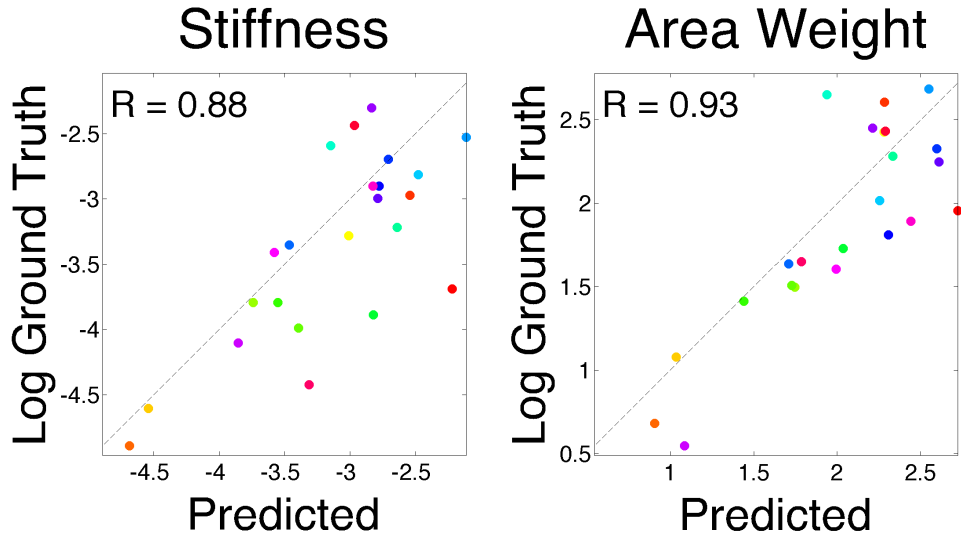 Stiffness
Area Weight
R = 0.88
R = 0.93
Log Ground Truth
-2.5
-3
-3.5
-4
-4.5
-4.5
-4
-3.5
-3
-2.5
Predicted
Log Ground Truth
2.5
2
1.5
1
0.5
1
1.5
2
2.5
Predicted